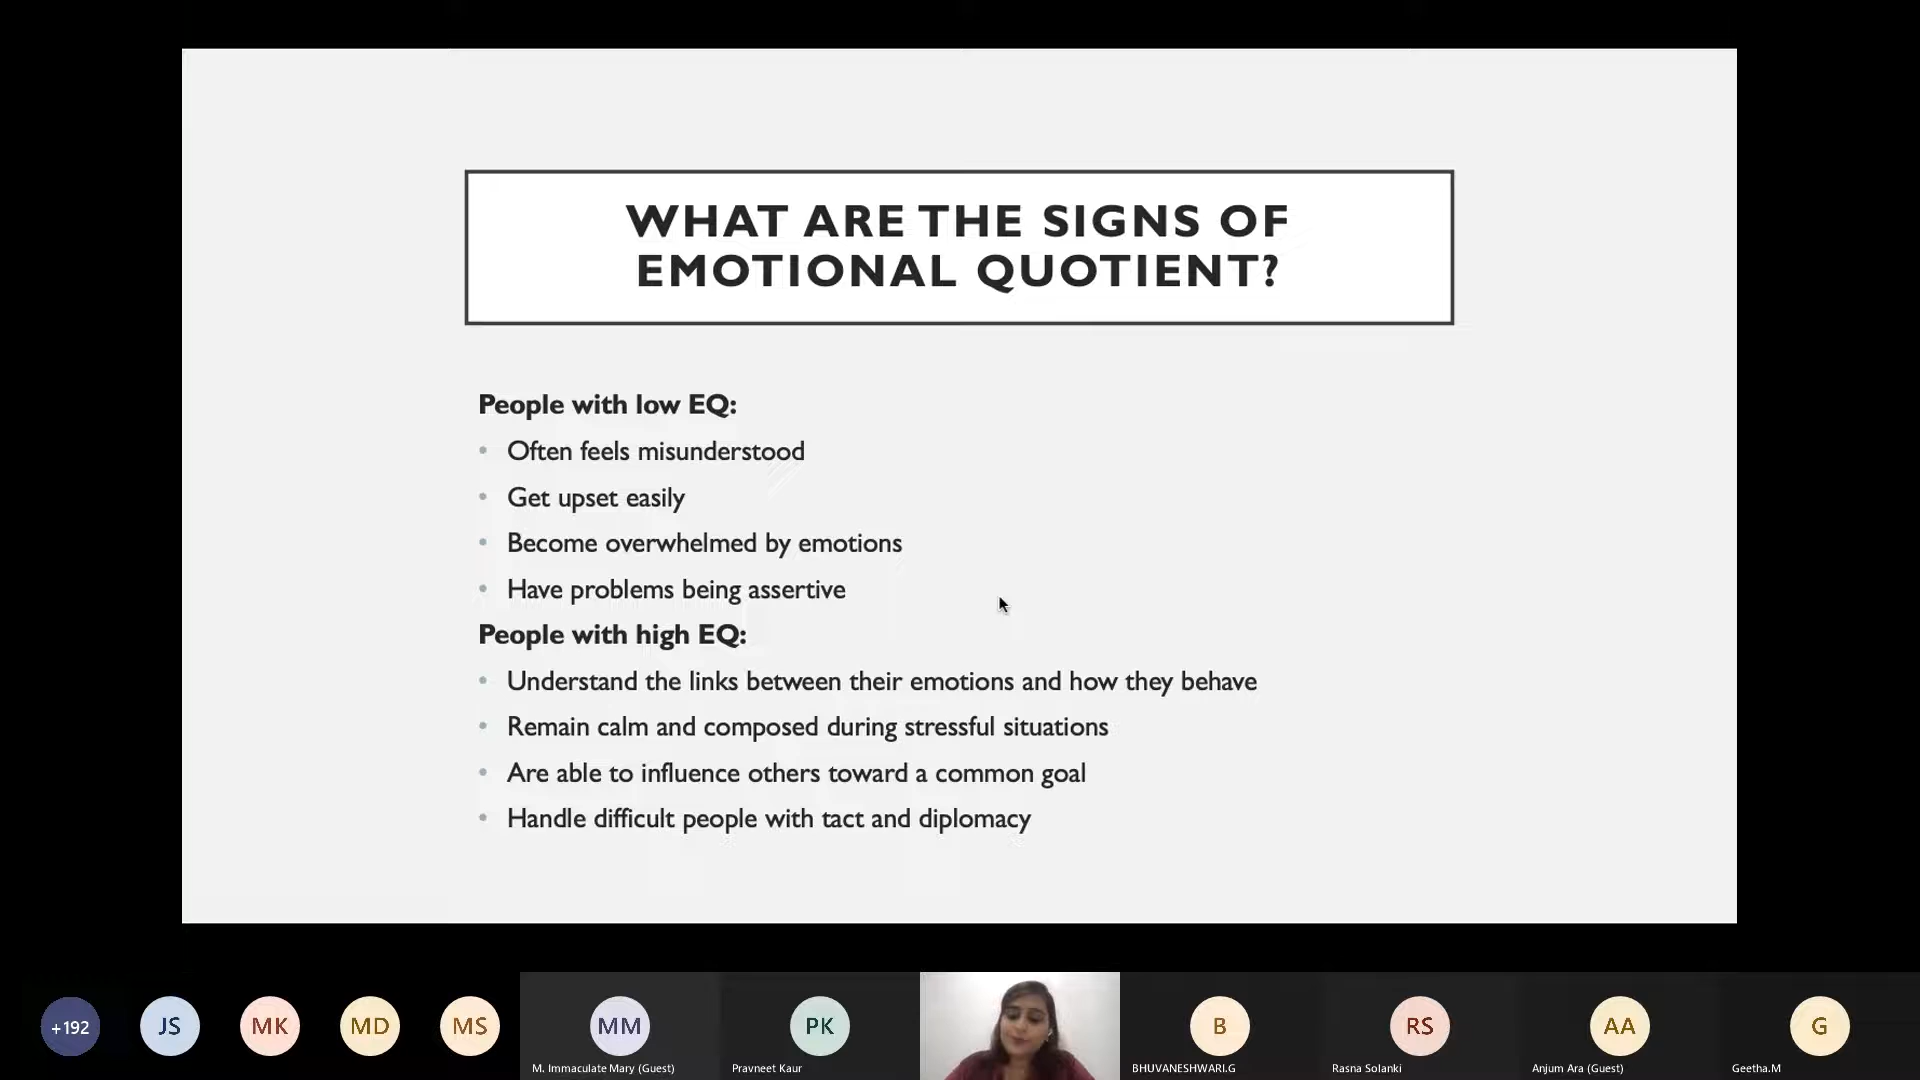 WHAT ARE THE SIGNS OF
EMOTIONAL QUOTIENT?
People with low EQ:
• Often feels misunderstood
• Get upset easily
• Become overwhelmed by emotions
• Have problems being assertive
People with high EQ:
• Understand the links between their emotions and how they behave
• Remain calm and composed during stressful situations
• Are able to influence others toward a common goal
• Handle difficult people with tact and diplomacy
+192
JS
MK
MD
MS
MM
PK
B
RS
AA
G
M. Immaculate Mary (Guest)
Pravneet Kaur
BHUVANESHWARI.G
Rasna Solanki
Anjum Ara (Guest)
Geetha.M